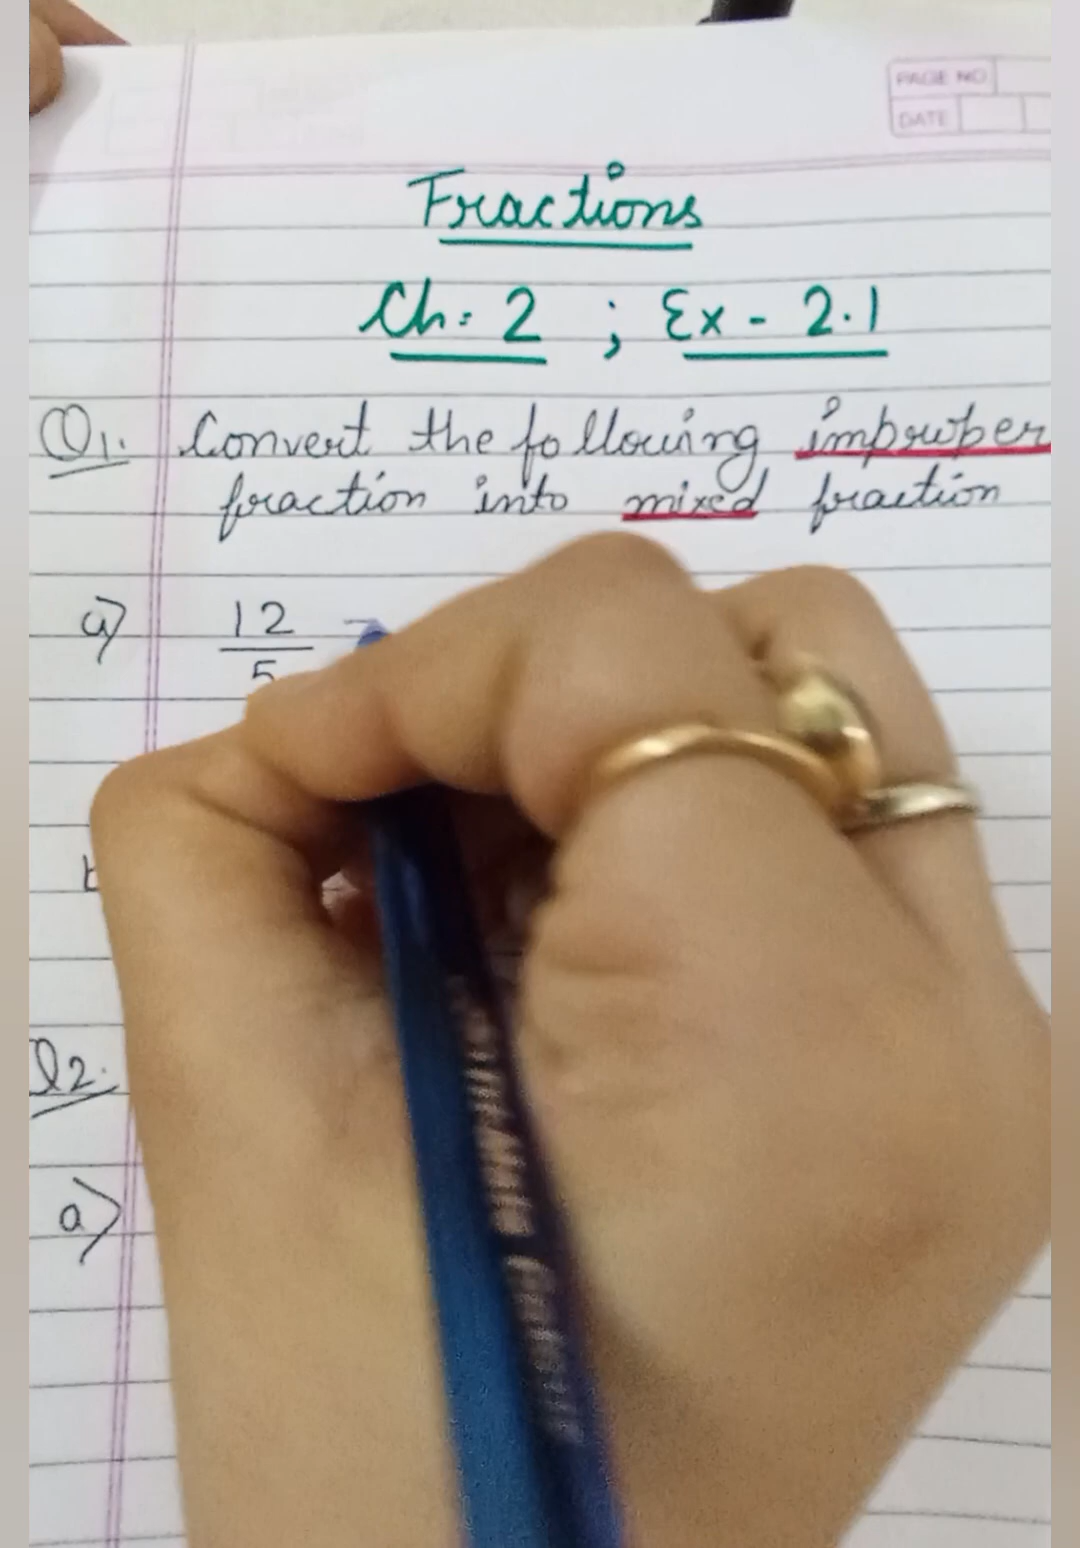 PAGE NO
DATE
Fractions
Ch: 2 ; Ex - 2.1
Q1. Convert the following improper
fraction into mixed fraction
a) 12
5
Q2.
a)